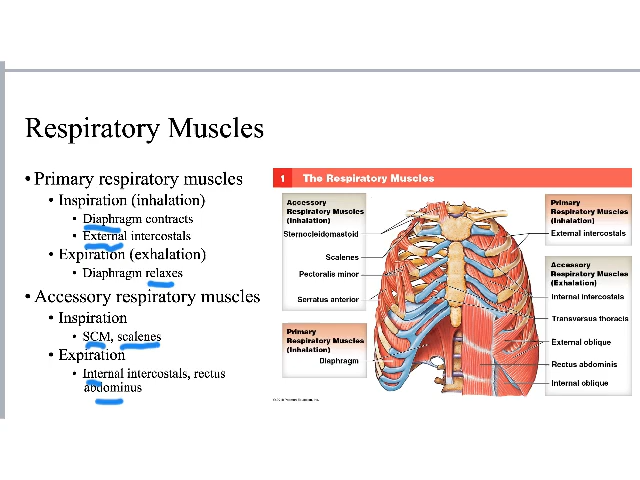 Respiratory Muscles
• Primary respiratory muscles
• Inspiration (inhalation)
• Diaphragm contracts
• External intercostals
• Expiration (exhalation)
• Diaphragm relaxes
• Accessory respiratory muscles
• Inspiration
• SCM, scalenes
• Expiration
• Internal intercostals, rectus
abdominus
1 The Respiratory Muscles
Accessory
Respiratory Muscles
(Inhalation)
Sternocleidomastoid
Scalenes
Pectoralis minor
Serratus anterior
Primary
Respiratory Muscles
(Inhalation)
Diaphragm
Primary
Respiratory Muscles
(Inhalation)
External intercostals
Accessory
Respiratory Muscles
(Exhalation)
Internal intercostals
Transversus thoracis
External oblique
Rectus abdominis
Internal oblique